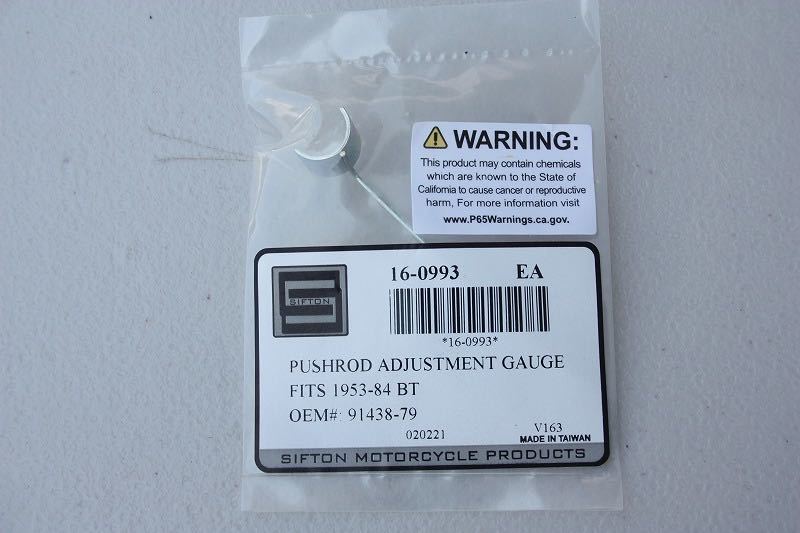 WARNING:
This product may contain chemicals
which are known to the State of
California to cause cancer or reproductive
harm, For more information visit
www.P65Warnings.ca.gov.
SIFTON
16-0993 EA
*16-0993*
PUSHROD ADJUSTMENT GAUGE
FITS 1953-84 BT
OEM#: 91438-79
020221
V163
MADE IN TAIWAN
SIFTON MOTORCYCLE PRODUCTS